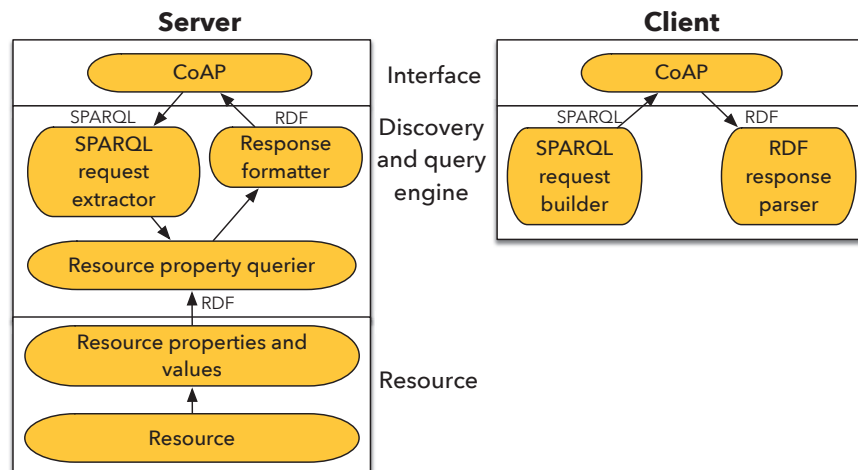 Server
Client
CoAP
Interface
CoAP
SPARQL
RDF
SPARQL
RDF
SPARQL
request
extractor
Response
formatter
Discovery
and query
engine
SPARQL
request
builder
RDF
response
parser
Resource property querier
RDF
Resource properties and
values
Resource
Resource